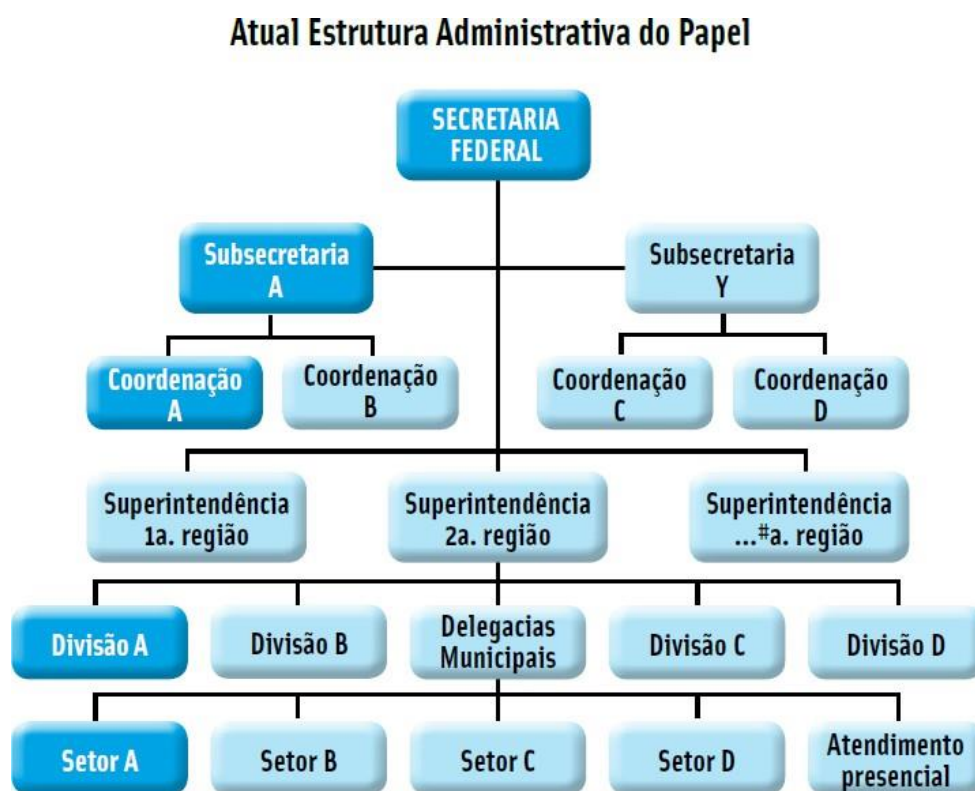 Atual Estrutura Administrativa do Papel
SECRETARIA
FEDERAL
Subsecretaria
A
Subsecretaria
Y
Coordenação
A
Coordenação
B
Coordenação
C
Coordenação
D
Superintendência
1a. região
Superintendência
2a. região
Superintendência
...#a. região
Divisão A
Divisão B
Delegacias
Municipais
Divisão C
Divisão D
Setor A
Setor B
Setor C
Setor D
Atendimento
presencial